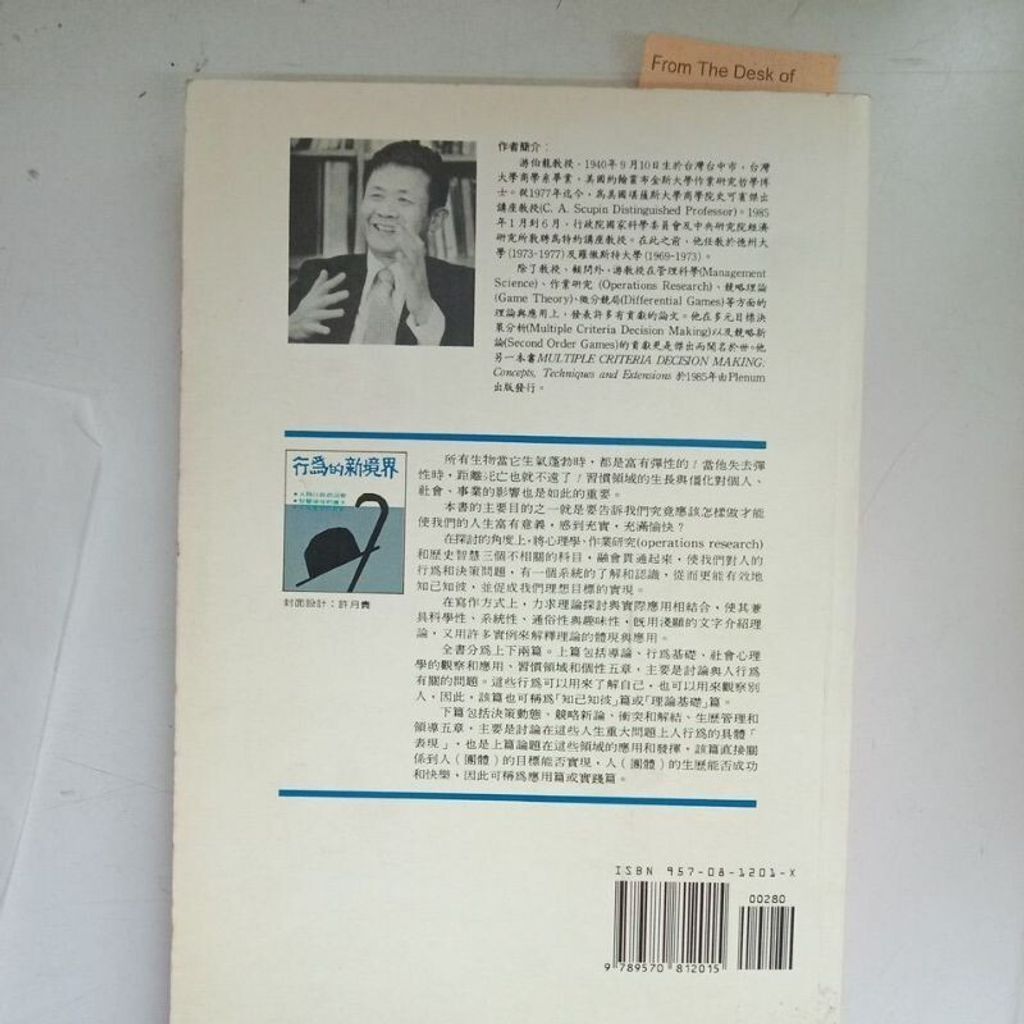 From The Desk of
作者簡介：
游伯龍教授，1940年9月10日生於台灣台中市，台灣
大學商學系畢業，美國約翰霍布金斯大學作業研究哲學博
士。從1977年迄今，為美國堪薩斯大學商學院史可賓傑出
講座教授(C. A. Scupin Distinguished Professor)。1985
年1月到6月，行政院國家科學委員會及中央研究院經濟
研究所敦聘為特約講座教授。在此之前，他任教於德州大
學(1973-1977)及羅徹斯特大學(1969-1973)。
除了教授、顧問外，游教授在管理科學(Management
Science)、作業研究 (Operations Research)、競略理論
(Game Theory)、微分競局(Differential Games)等方面的
理論與應用上，發表許多有貢獻的論文。他在多元目標決
策分析(Multiple Criteria Decision Making)以及競略新
論(Second Order Games)的貢獻更是傑出而聞名於世。他
另一本書MULTIPLE CRITERIA DECISION MAKING:
Concepts, Techniques and Extensions 於1985年由Plenum
出版發行。
行為的新境界
封面設計：許月貴
所有生物當它生氣蓬勃時，都是富有彈性的！當他失去彈
性時，距離死亡也就不遠了！習慣領域的生長與僵化對個人、
社會、事業的影響也是如此的重要。
本書的主要目的之一就是要告訴我們究竟應該怎樣做才能
使我們的人生富有意義，感到充實，充滿愉快？
在探討的角度上，將心理學、作業研究(operations research)
和歷史智慧三個不相關的科目，融會貫通起來，使我們對人的
行為和決策問題，有一個系統的了解和認識，從而更能有效地
知己知彼，並促成我們理想目標的實現。
在寫作方式上，力求理論探討與實際應用相結合，使其兼
具科學性、系統性、通俗性與趣味性，既用淺顯的文字介紹理
論，又用許多實例來解釋理論的體現與應用。
全書分為上下兩篇。上篇包括導論、行為基礎、社會心理
學的觀察和應用、習慣領域和個性五章，主要是討論與人行為
有關的問題。這些行為可以用來了解自己，也可以用來觀察別
人，因此，該篇也可稱為「知己知彼」篇或「理論基礎」篇。
下篇包括決策動態、競略新論、衝突和解結、生歷管理和
領導五章，主要是討論在這些人生重大問題上人行為的具體「
表現」，也是上篇論題在這些領域的應用和發揮，該篇直接關
係到人（團體）的目標能否實現，人（團體）的生歷能否成功
和快樂，因此可稱為應用篇或實踐篇。
ISBN 957-08-1201-X
00280
9 789570 812015